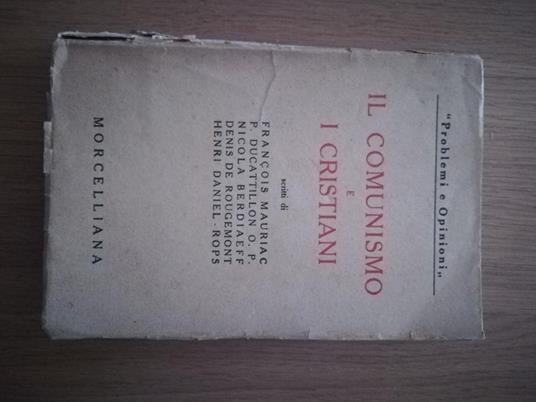 "Problemi e Opinioni„
IL COMUNISMO
E
I CRISTIANI
scritti di
FRANÇOIS MAURIAC
P. DUCATTILLON O. P.
NICOLA BERDIAEFF
DENIS DE ROUGEMONT
HENRI DANIEL-ROPS
MORCELLIANA